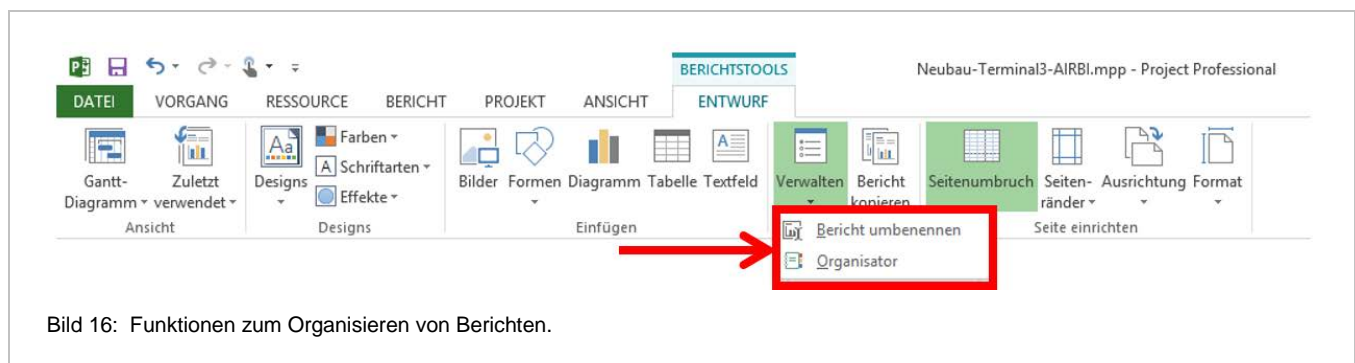 BERICHTSTOOLS Neubau-Terminal3-AIRBI.mpp - Project Professional
DATEI VORGANG RESSOURCE BERICHT PROJEKT ANSICHT ENTWURF
Gantt-
Diagramm
Zuletzt
verwendet
Ansicht
Aa
Designs
Farben
A Schriftarten
Effekte
Designs
Bilder Formen Diagramm Tabelle Textfeld
Einfügen
Verwalten
Bericht
kopieren
Bericht umbenennen
Organisator
Seitenumbruch
Seiten-
ränder
Ausrichtung
Format
Seite einrichten
Bild 16: Funktionen zum Organisieren von Berichten.